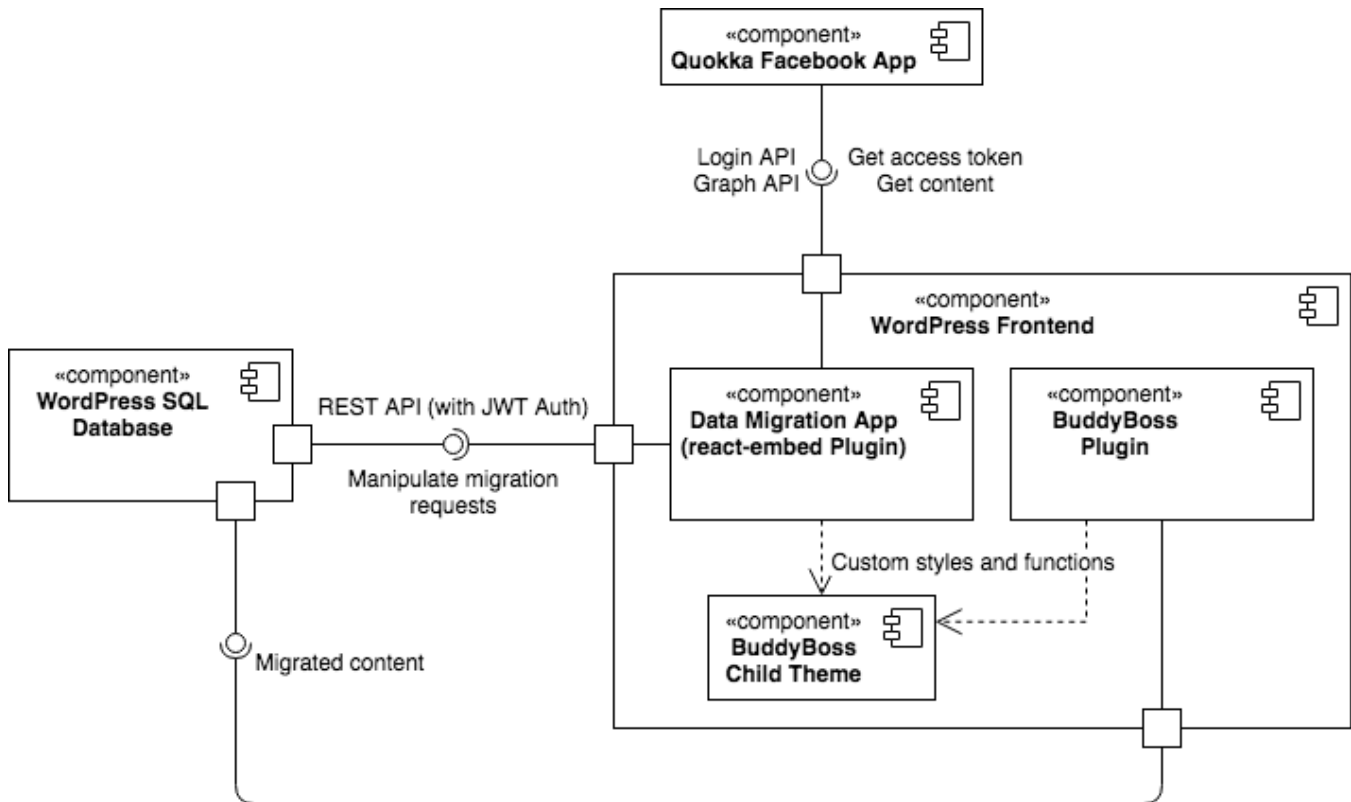 «component»
Quokka Facebook App
Login API
Graph API
Get access token
Get content
«component»
WordPress Frontend
«component»
WordPress SQL
Database
REST API (with JWT Auth)
Manipulate migration
requests
«component»
Data Migration App
(react-embed Plugin)
«component»
BuddyBoss
Plugin
Custom styles and functions
«component»
BuddyBoss
Child Theme
Migrated content